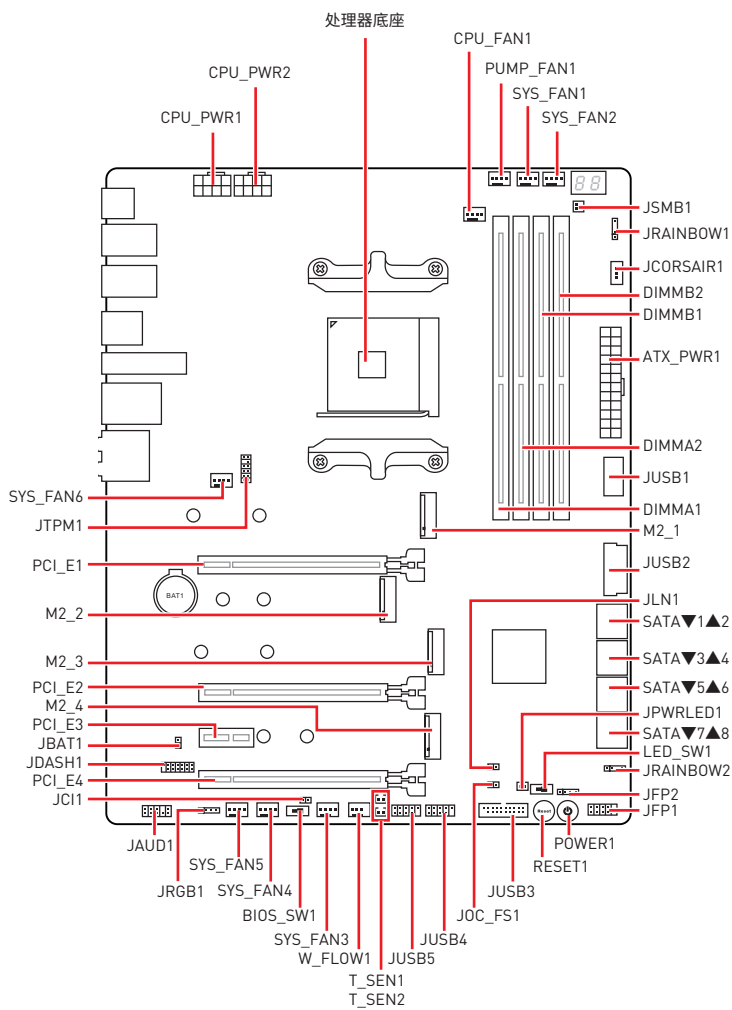 处理器底座
CPU_FAN1
CPU_PWR2
PUMP_FAN1
SYS_FAN1
CPU_PWR1
SYS_FAN2
88
JSMB1
JRAINBOW1
JCORSAIR1
DIMMB2
DIMMB1
ATX_PWR1
DIMMA2
JUSB1
SYS_FAN6
DIMMA1
JTPM1
M2_1
PCI_E1
JUSB2
BAT1
JLN1
M2_2
SATA▼1▲2
M2_3
SATA▼3▲4
PCI_E2
SATA▼5▲6
M2_4
JPWRLED1
PCI_E3
SATA▼7▲8
JBAT1
LED_SW1
JDASH1
JRAINBOW2
PCI_E4
JFP2
JCI1
Reset
JFP1
JAUD1
POWER1
SYS_FAN5
RESET1
JRGB1
SYS_FAN4
JUSB3
BIOS_SW1
JOC_FS1
SYS_FAN3
JUSB4
W_FLOW1
JUSB5
T_SEN1
T_SEN2